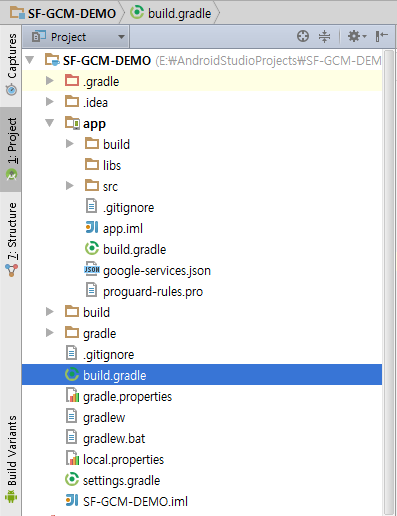 SF-GCM-DEMO build.gradle
Project
SF-GCM-DEMO (E:₩AndroidStudioProjects₩SF-GCM-DEM
.gradle
.idea
app
build
libs
src
.gitignore
app.iml
build.gradle
JSON google-services.json
proguard-rules.pro
build
gradle
.gitignore
build.gradle
gradle.properties
gradlew
gradlew.bat
local.properties
settings.gradle
SF-GCM-DEMO.iml
Captures
1: Project
7: Structure
Build Variants